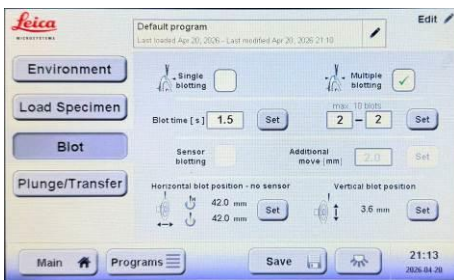 Leica
MICROSYSTEMS
Default program
Last loaded Apr 20, 2026 - Last modified Apr 20, 2026 21:10
Edit
Environment
Load Specimen
Blot
Plunge/Transfer
Single blotting
Multiple blotting
Blot time [s] 1.5 Set
max. 10 blots
2 – 2 Set
Sensor blotting
Additional move [mm] 2.0 Set
Horizontal blot position - no sensor
1x 42.0 mm
42.0 mm
Set
Vertical blot position
3.6 mm Set
Main
Programs
Save
21:13
2026-04-20